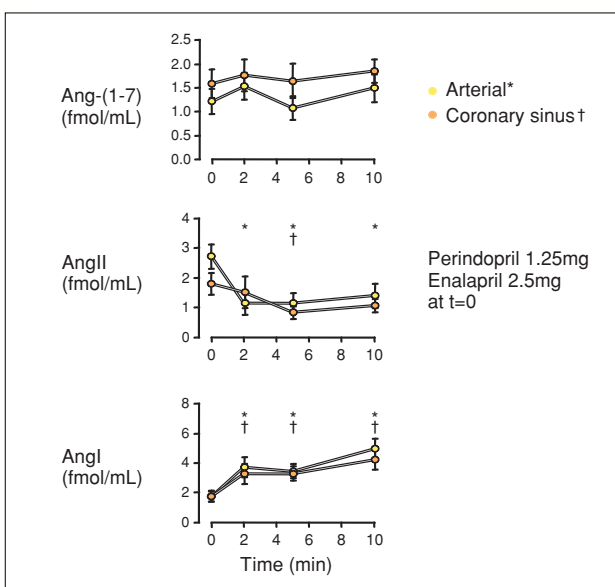 2.5
2.0
1.5
1.0
0.5
0.0
Ang-(1-7)
(fmol/mL)
0 2 4 6 8 10
Arterial*
Coronary sinus†
4
3
2
1
0
AngII
(fmol/mL)
* * *
†
0 2 4 6 8 10
Perindopril 1.25mg
Enalapril 2.5mg
at t=0
8
6
4
2
0
AngI
(fmol/mL)
* * *
† † †
0 2 4 6 8 10
Time (min)